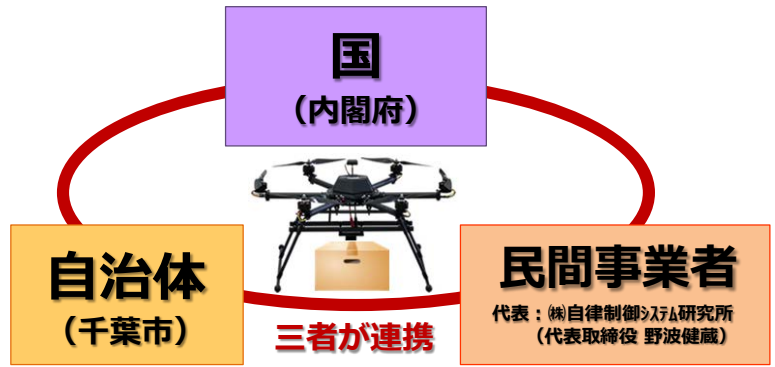 国
（内閣府）
自治体
（千葉市）
民間事業者
代表：㈱自律制御ｼｽﾃﾑ研究所
（代表取締役 野波健蔵）
三者が連携